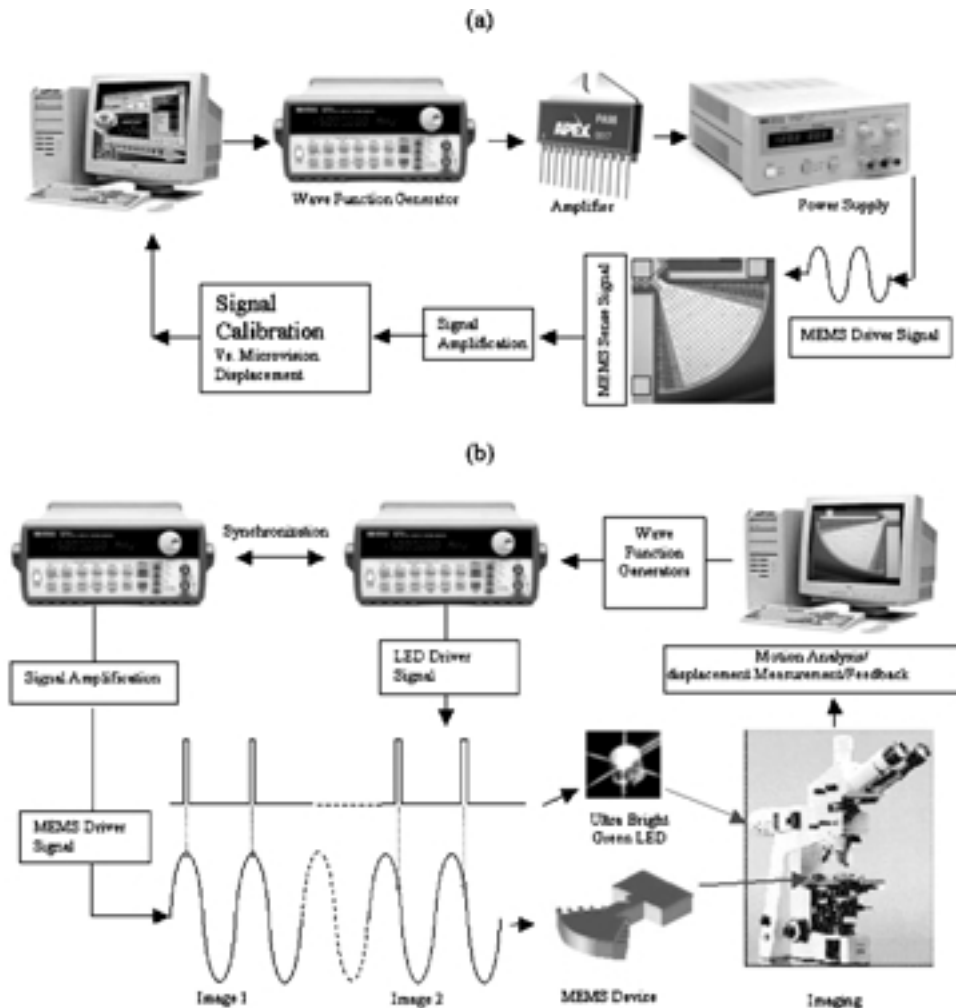 (a)
APEX PA88
Wave Function Generator
Amplifier
Power Supply
Signal
Calibration
Vs. Microvision
Displacement
Signal
Amplification
MEMS Sense Signal
MEMS Driver Signal
(b)
Synchronization
Wave
Function
Generators
Signal Amplification
LED Driver
Signal
Motion Analysis/
displacement Measurement/Feedback
MEMS Driver
Signal
Ultra Bright
Green LED
Image 1
Image 2
MEMS Device
Imaging